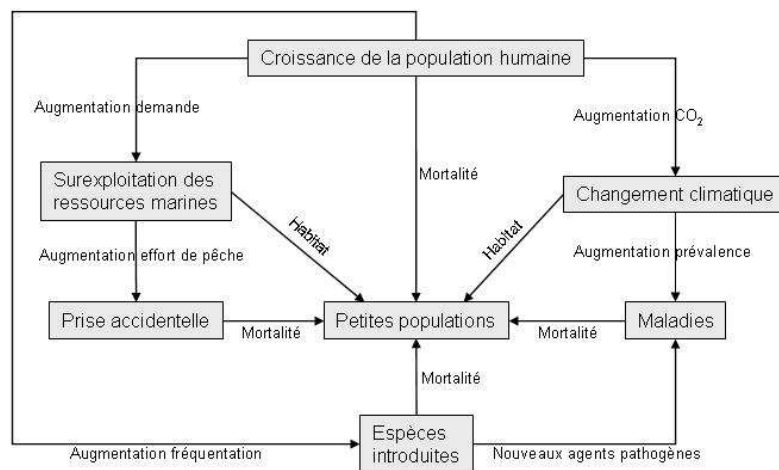 Croissance de la population humaine
Augmentation demande
Augmentation CO₂
Mortalité
Surexploitation des
ressources marines
Changement climatique
Habitat
Habitat
Augmentation effort de pêche
Augmentation prévalence
Prise accidentelle
Petites populations
Maladies
Mortalité
Mortalité
Mortalité
Espèces
introduites
Augmentation fréquentation
Nouveaux agents pathogènes